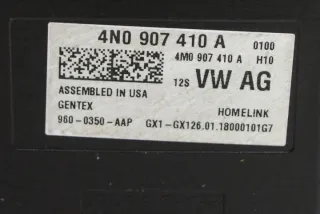 4N0 907 410 A 0100
4M0 907 410 A H10
12S VW AG
ASSEMBLED IN USA
GENTEX HOMELINK
960-0350-AAP GX1-GX126.01.18000101G7